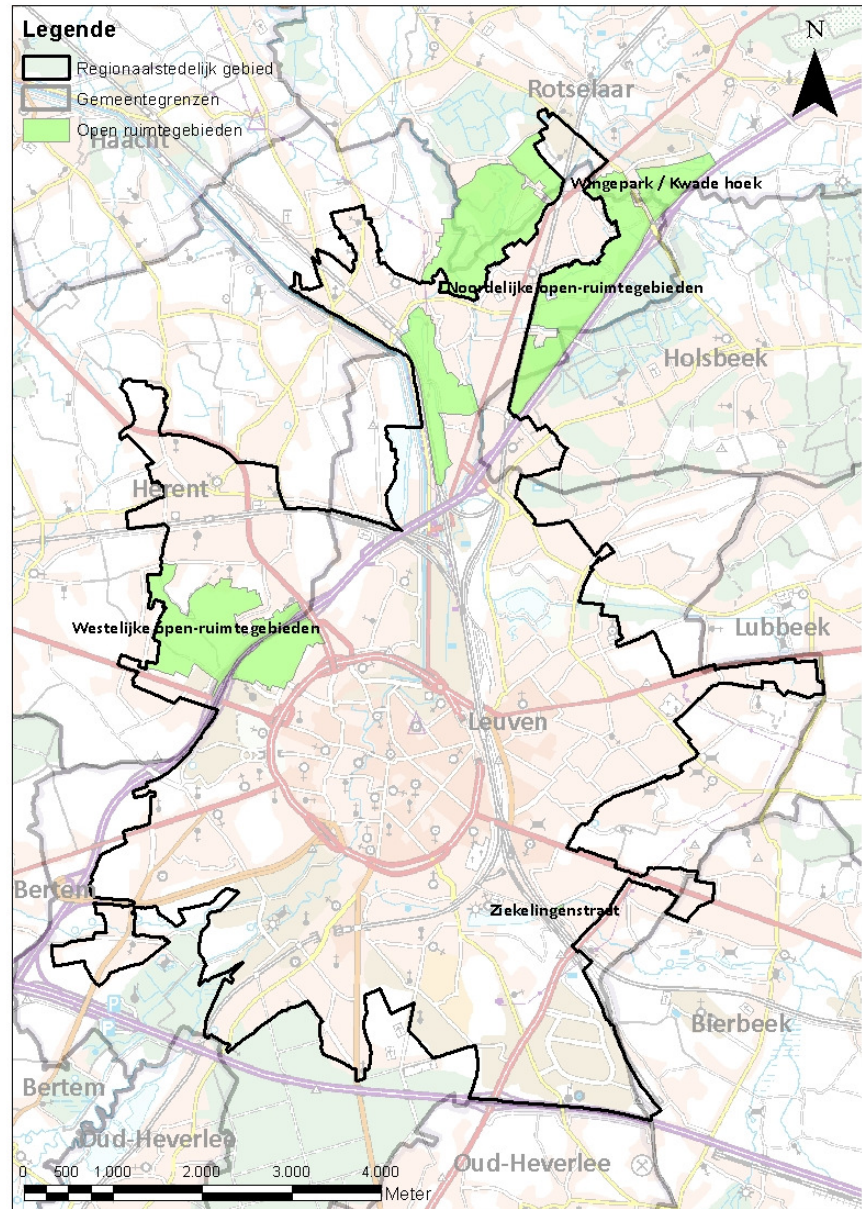 Legende
Regionaalstedelijk gebied
Gemeentegrenzen
Open ruimtegebieden
N
Rotselaar
Haacht
Wingepark / Kwade hoek
Noordelijke open-ruimtegebieden
Holsbeek
Herent
Westelijke open-ruimtegebieden
Lubbeek
Leuven
Bertem
Ziekelingenstraat
Bierbeek
Bertem
Oud-Heverlee
Oud-Heverlee
0 500 1.000 2.000 3.000 4.000
Meter
P
P